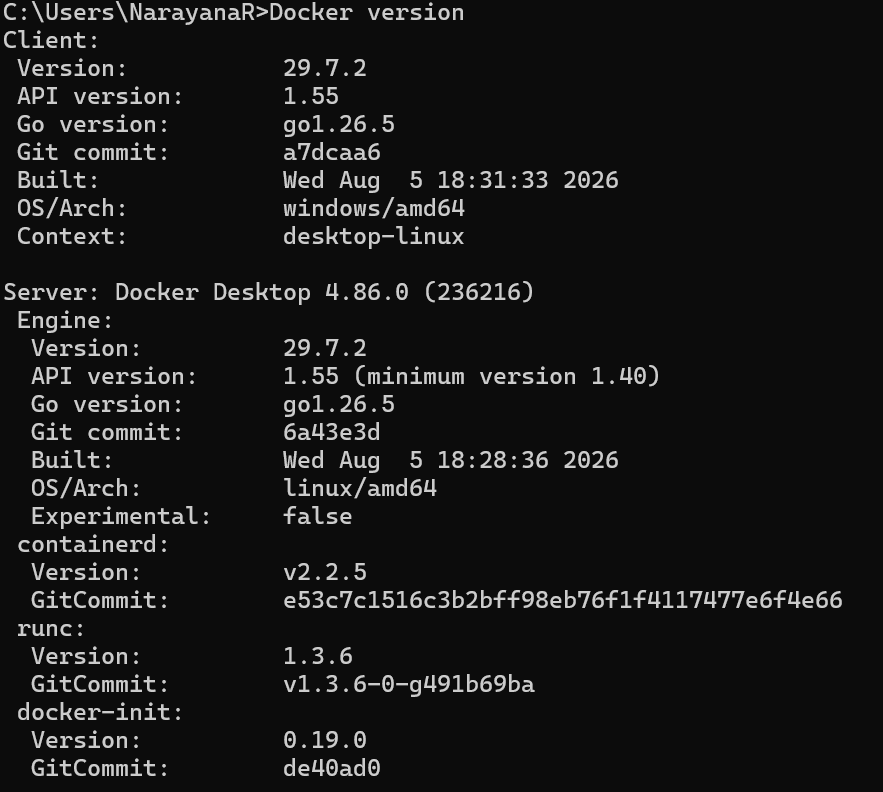 C:\Users\NarayanaR>Docker version
Client:
 Version:           29.7.2
 API version:       1.55
 Go version:        go1.26.5
 Git commit:        a7dcaa6
 Built:             Wed Aug  5 18:31:33 2026
 OS/Arch:           windows/amd64
 Context:           desktop-linux

Server: Docker Desktop 4.86.0 (236216)
 Engine:
  Version:          29.7.2
  API version:      1.55 (minimum version 1.40)
  Go version:       go1.26.5
  Git commit:       6a43e3d
  Built:            Wed Aug  5 18:28:36 2026
  OS/Arch:          linux/amd64
  Experimental:     false
 containerd:
  Version:          v2.2.5
  GitCommit:        e53c7c1516c3b2bff98eb76f1f4117477e6f4e66
 runc:
  Version:          1.3.6
  GitCommit:        v1.3.6-0-g491b69ba
 docker-init:
  Version:          0.19.0
  GitCommit:        de40ad0